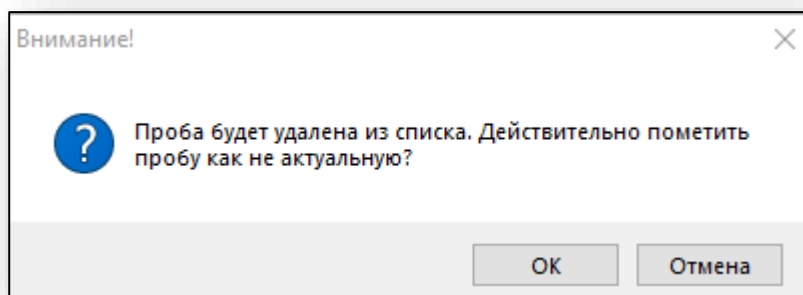 Внимание!
Проба будет удалена из списка. Действительно пометить
пробу как не актуальную?
ОК
Отмена